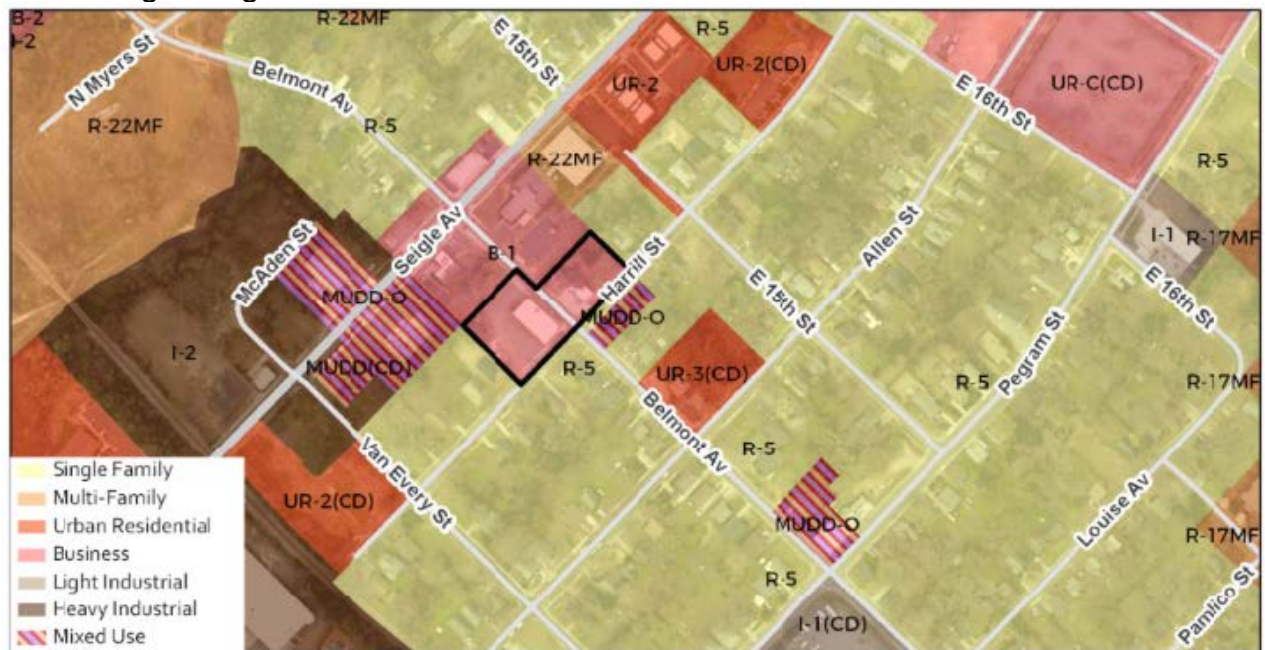 B-2
R-22MF
E 15th St
R-5
UR-2
UR-2(CD)
N Myers St
Belmont Av
R-22MF
R-5
E 16th St
UR-C(CD)
R-22MF
R-5
McAden St
Seigle Av
B-1
Harrill St
Allen St
I-1
R-17MF
MUDD-O
MUDD-O
E 15th St
E 16th St
I-2
MUDD(CD)
R-5
UR-3(CD)
Pegram St
R-5
R-17MF
Belmont Av
Van Every St
R-5
UR-2(CD)
MUDD-O
Louise Av
R-17MF
R-5
I-1(CD)
Pamlico St
Single Family
Multi-Family
Urban Residential
Business
Light Industrial
Heavy Industrial
Mixed Use